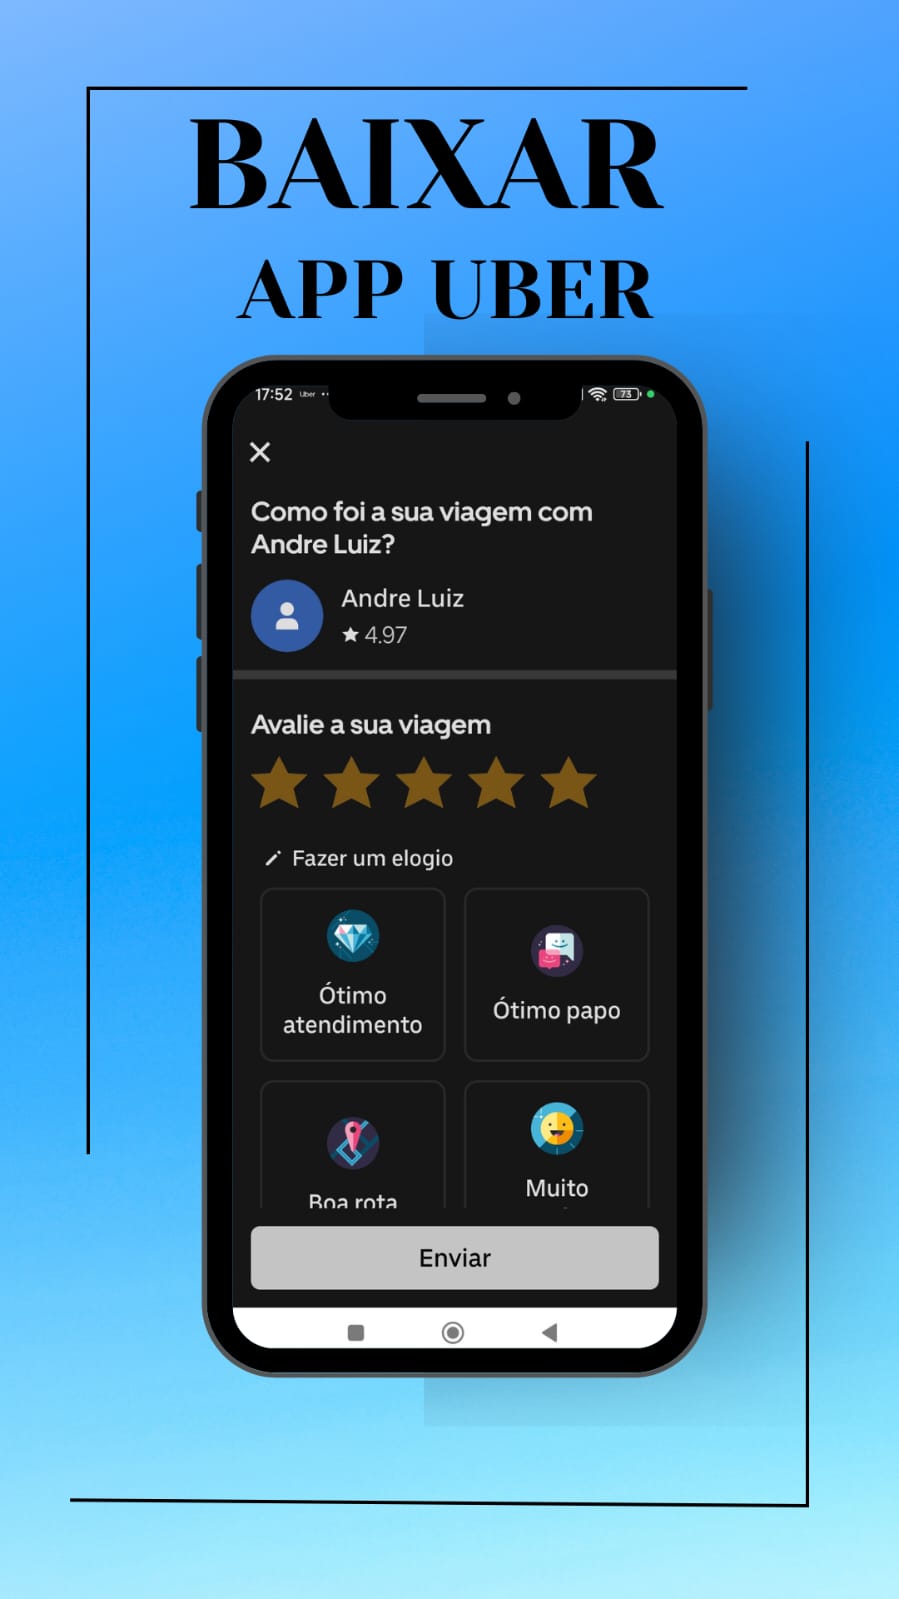 BAIXAR
APP UBER
17:52 Uber
73
Como foi a sua viagem com
Andre Luiz?
Andre Luiz
4.97
Avalie a sua viagem
Fazer um elogio
Ótimo
atendimento
Ótimo papo
Boa rota
Muito
Enviar